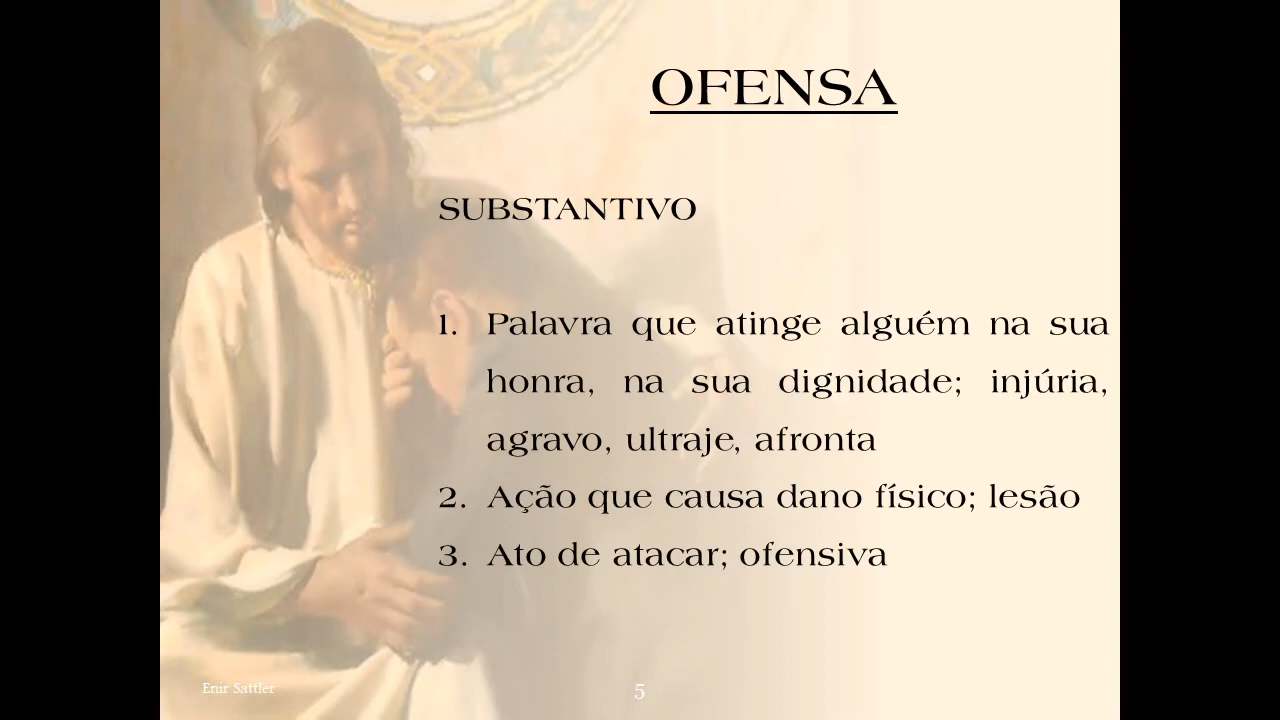 OFENSA
SUBSTANTIVO
1. Palavra que atinge alguém na sua
honra, na sua dignidade; injúria,
agravo, ultraje, afronta
2. Ação que causa dano físico; lesão
3. Ato de atacar; ofensiva
Enir Sattler
5